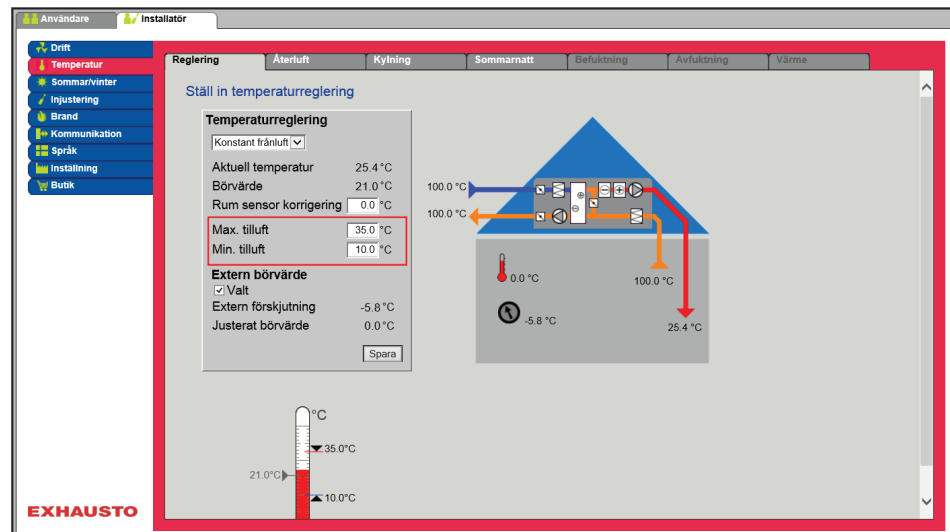 Användare
Installatör
Drift
Temperatur
Sommar/vinter
Injustering
Brand
Kommunikation
Språk
Inställning
Butik
Reglering
Återluft
Kylning
Sommarnatt
Befuktning
Avfuktning
Värme
Ställ in temperaturreglering
Temperaturreglering
Konstant frånluft
Aktuell temperatur 25.4°C
Börvärde 21.0°C
Rum sensor korrigering 0.0 °C
Max. tilluft 35.0 °C
Min. tilluft 10.0 °C
Extern börvärde
Valt
Extern förskjutning -5.8°C
Justerat börvärde 0.0°C
Spara
100.0 °C
100.0 °C
0.0 °C
100.0 °C
-5.8 °C
25.4 °C
°C
35.0°C
21.0°C
10.0°C
EXHAUSTO